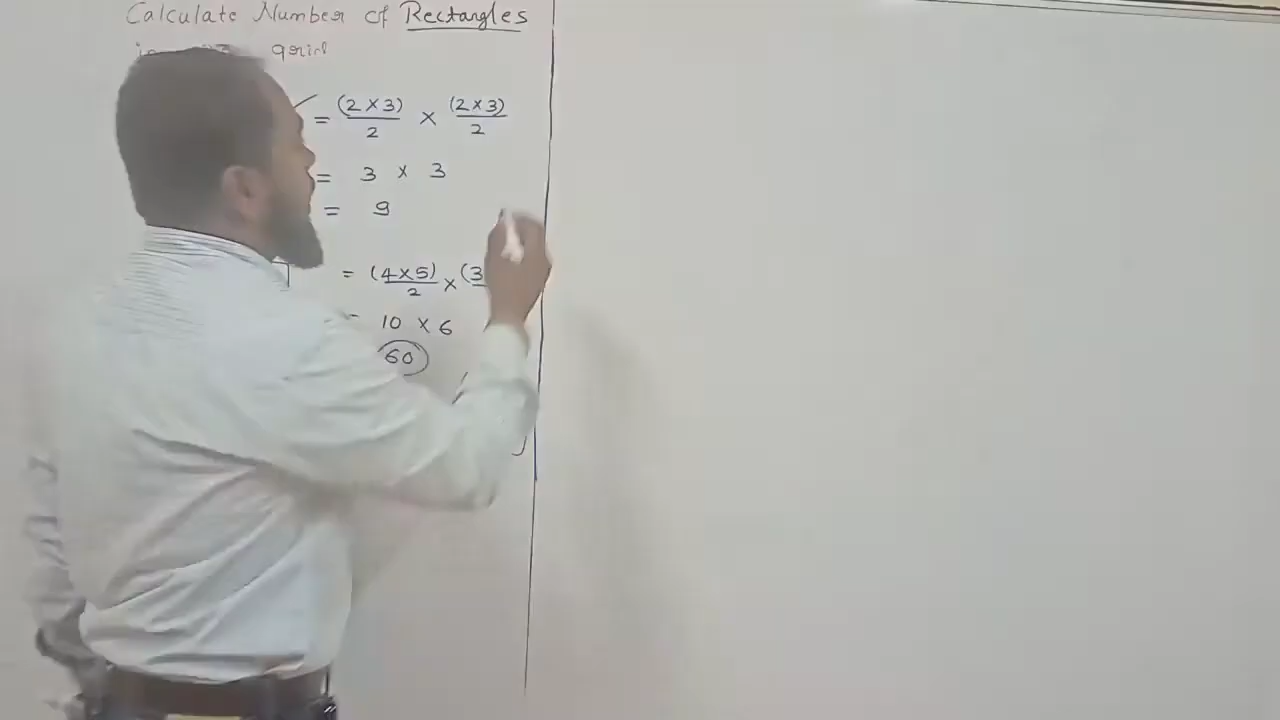 Calculate Number of Rectangles
grid
= (2 × 3)/2 × (2 × 3)/2
= 3 × 3
= 9
= (4 × 5)/2 × (3
= 10 × 6
60